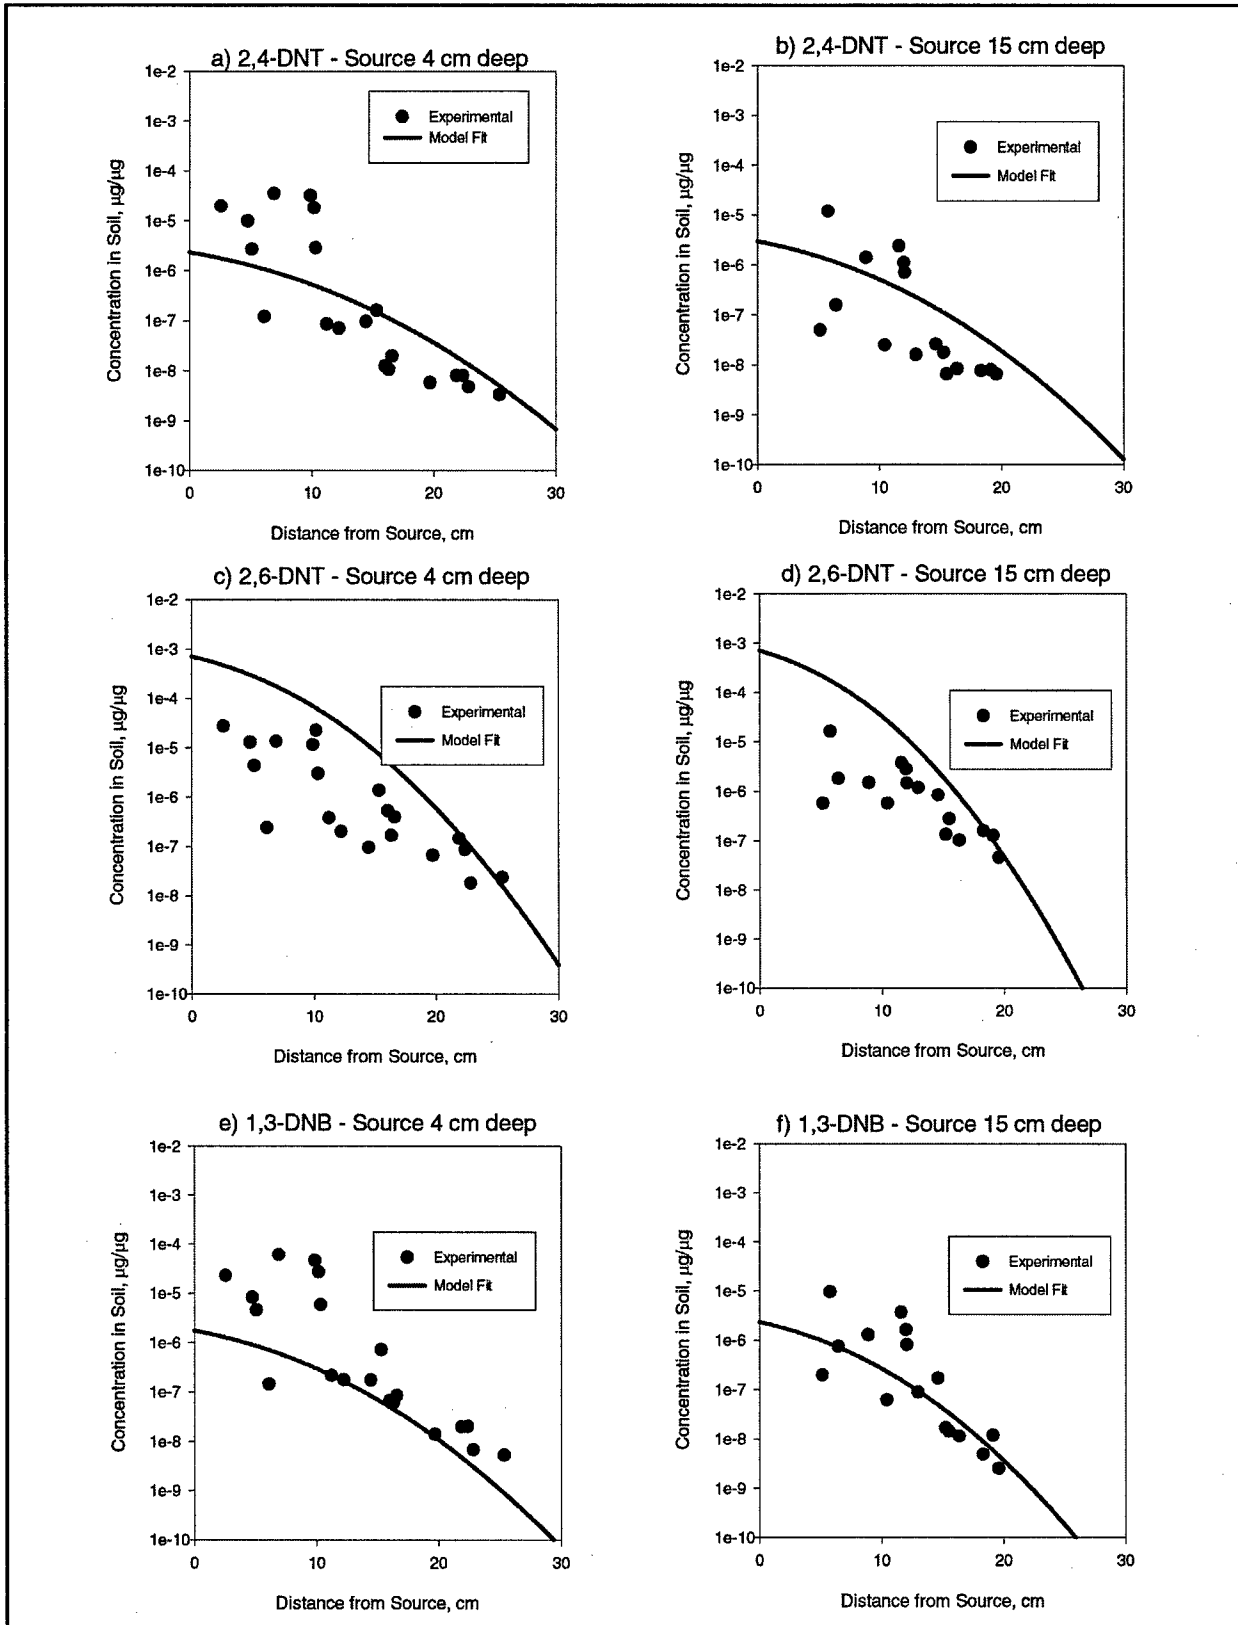 a) 2,4-DNT - Source 4 cm deep
1e-2
1e-3
1e-4
1e-5
1e-6
1e-7
1e-8
1e-9
1e-10
Concentration in Soil, µg/µg
Experimental
Model Fit
0
10
20
30
Distance from Source, cm
b) 2,4-DNT - Source 15 cm deep
1e-2
1e-3
1e-4
1e-5
1e-6
1e-7
1e-8
1e-9
1e-10
Concentration in Soil, µg/µg
Experimental
Model Fit
0
10
20
30
Distance from Source, cm
c) 2,6-DNT - Source 4 cm deep
1e-2
1e-3
1e-4
1e-5
1e-6
1e-7
1e-8
1e-9
1e-10
Concentration in Soil, µg/µg
Experimental
Model Fit
0
10
20
30
Distance from Source, cm
d) 2,6-DNT - Source 15 cm deep
1e-2
1e-3
1e-4
1e-5
1e-6
1e-7
1e-8
1e-9
1e-10
Concentration in Soil, µg/µg
Experimental
Model Fit
0
10
20
30
Distance from Source, cm
e) 1,3-DNB - Source 4 cm deep
1e-2
1e-3
1e-4
1e-5
1e-6
1e-7
1e-8
1e-9
1e-10
Concentration in Soil, µg/µg
Experimental
Model Fit
0
10
20
30
Distance from Source, cm
f) 1,3-DNB - Source 15 cm deep
1e-2
1e-3
1e-4
1e-5
1e-6
1e-7
1e-8
1e-9
1e-10
Concentration in Soil, µg/µg
Experimental
Model Fit
0
10
20
30
Distance from Source, cm